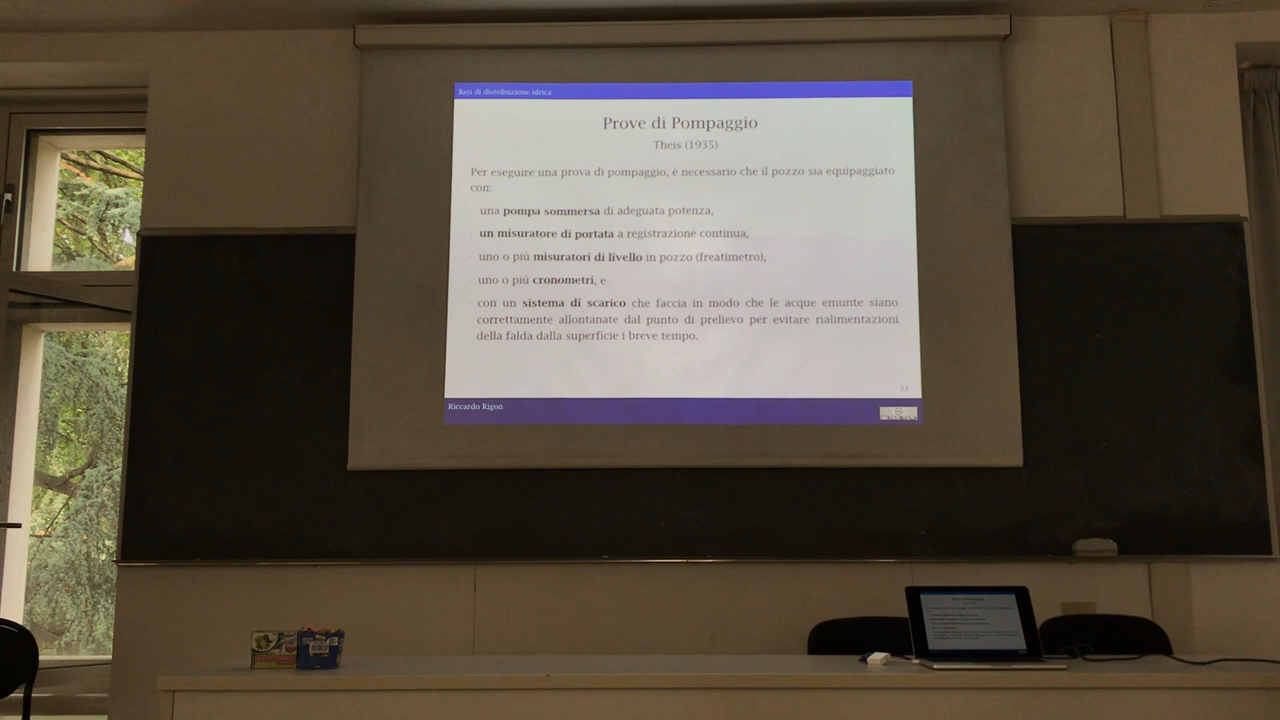 Reti di distribuzione idrica
Prove di Pompaggio
Theis (1935)
Per eseguire una prova di pompaggio, è necessario che il pozzo sia equipaggiato
con:
una pompa sommersa di adeguata potenza,
un misuratore di portata a registrazione continua,
uno o più misuratori di livello in pozzo (freatimetro),
uno o più cronometri, e
con un sistema di scarico che faccia in modo che le acque emunte siano
correttamente allontanate dal punto di prelievo per evitare rialimentazioni
della falda dalla superficie i breve tempo.
33
Riccardo Rigon